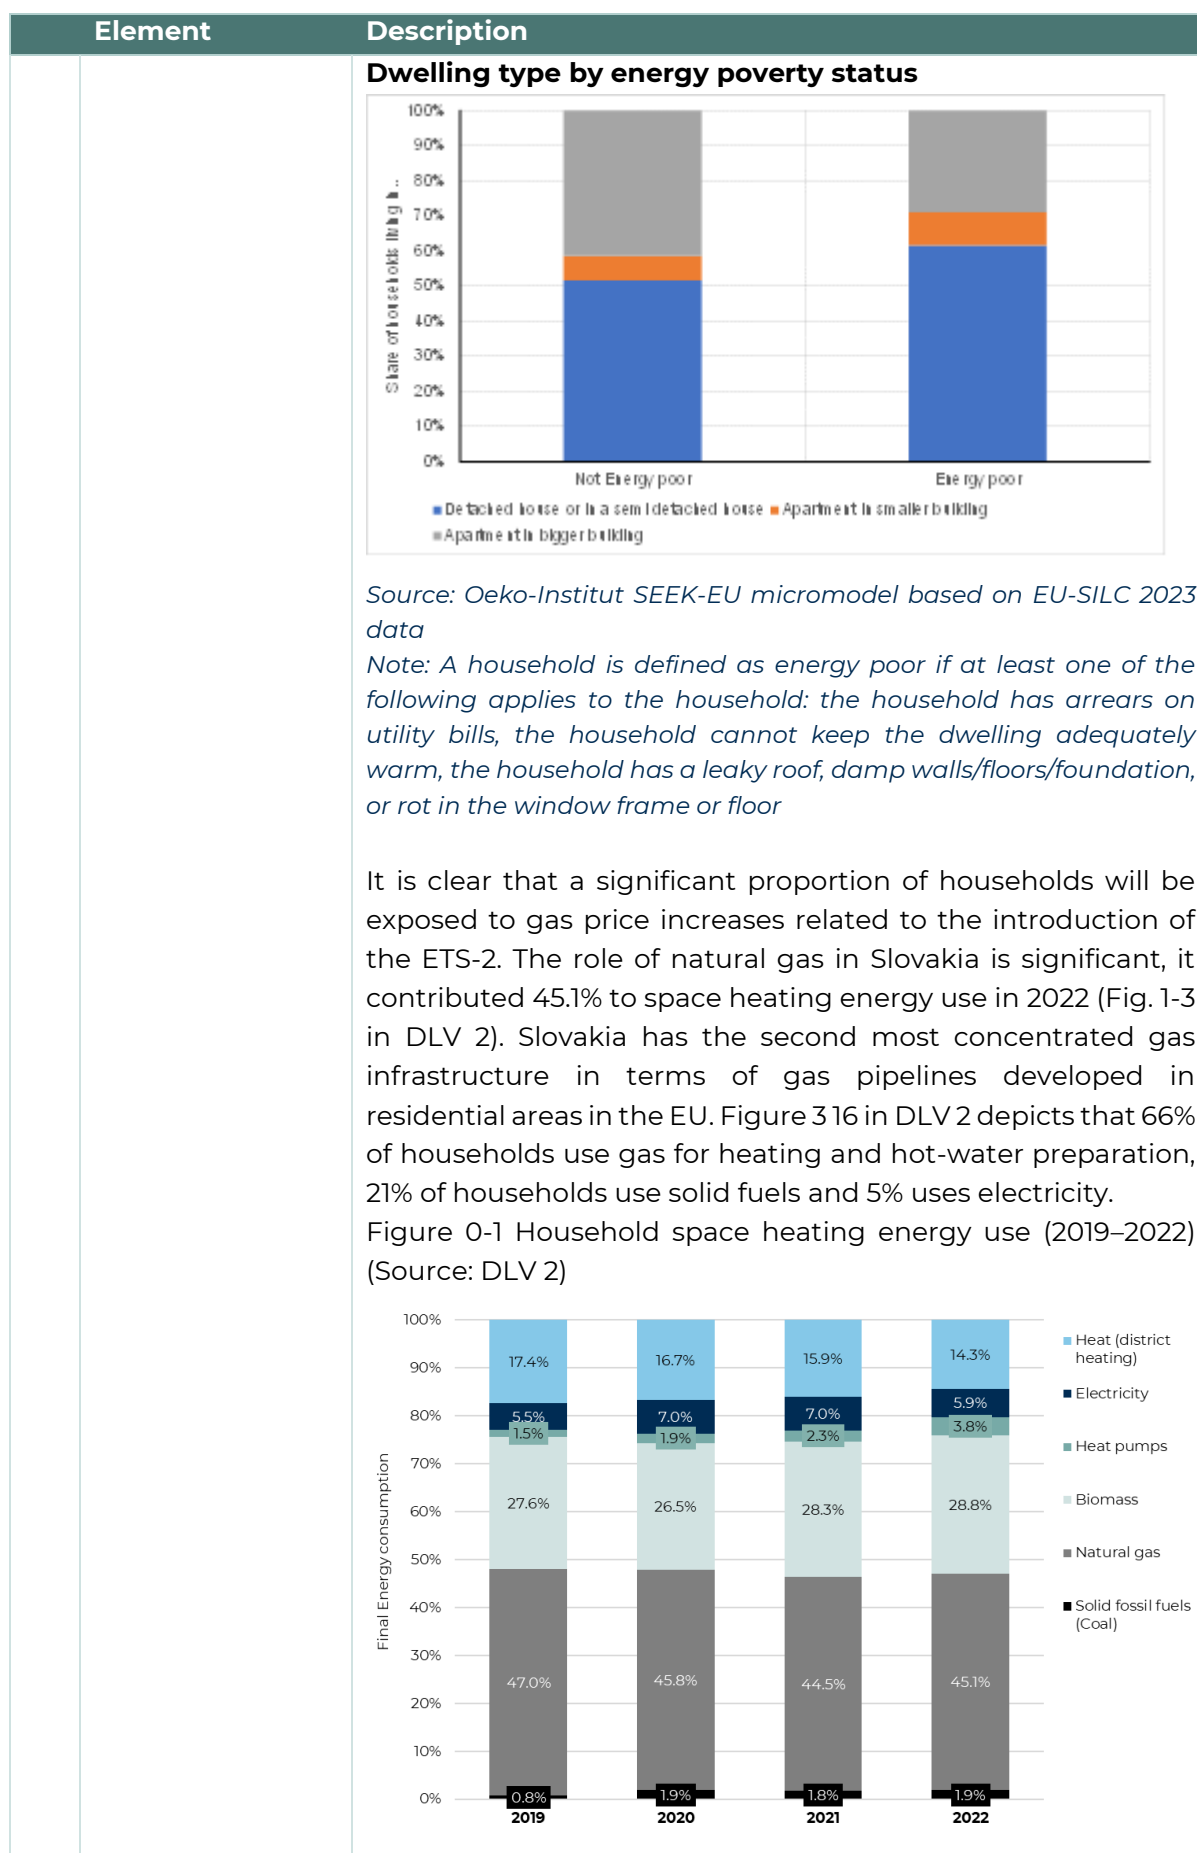 Element Description
Dwelling type by energy poverty status
100%
90%
80%
70%
60%
50%
40%
30%
20%
10%
0%
Share of households living in..
Not Energy poor Energy poor
Detached house or in a semidetached house Apartment in smaller building
Apartment in bigger building
Source: Oeko-Institut SEEK-EU micromodel based on EU-SILC 2023
data
Note: A household is defined as energy poor if at least one of the
following applies to the household: the household has arrears on
utility bills, the household cannot keep the dwelling adequately
warm, the household has a leaky roof, damp walls/floors/foundation,
or rot in the window frame or floor
It is clear that a significant proportion of households will be
exposed to gas price increases related to the introduction of
the ETS-2. The role of natural gas in Slovakia is significant, it
contributed 45.1% to space heating energy use in 2022 (Fig. 1-3
in DLV 2). Slovakia has the second most concentrated gas
infrastructure in terms of gas pipelines developed in
residential areas in the EU. Figure 3 16 in DLV 2 depicts that 66%
of households use gas for heating and hot-water preparation,
21% of households use solid fuels and 5% uses electricity.
Figure 0-1 Household space heating energy use (2019–2022)
(Source: DLV 2)
100%
90%
80%
70%
60%
50%
40%
30%
20%
10%
0%
Final Energy consumption
17.4% 16.7% 15.9% 14.3%
5.5% 7.0% 7.0% 5.9%
1.5% 1.9% 2.3% 3.8%
27.6% 26.5% 28.3% 28.8%
47.0% 45.8% 44.5% 45.1%
0.8% 1.9% 1.8% 1.9%
2019 2020 2021 2022
Heat (district
heating)
Electricity
Heat pumps
Biomass
Natural gas
Solid fossil fuels
(Coal)